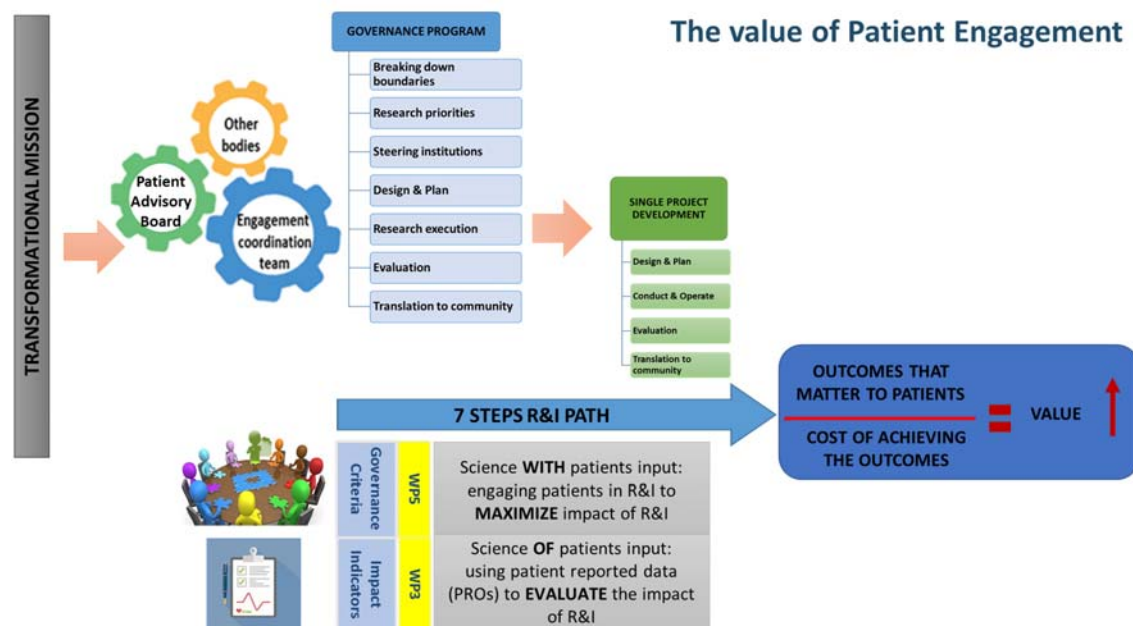 The value of Patient Engagement
TRANSFORMATIONAL MISSION
Other
bodies
Patient
Advisory
Board
Engagement
coordination
team
GOVERNANCE PROGRAM
Breaking down
boundaries
Research priorities
Steering institutions
Design & Plan
Research execution
Evaluation
Translation to community
SINGLE PROJECT
DEVELOPMENT
Design & Plan
Conduct & Operate
Evaluation
Translation to
community
7 STEPS R&I PATH
OUTCOMES THAT
MATTER TO PATIENTS
COST OF ACHIEVING
THE OUTCOMES
=
VALUE
Governance
Criteria
WP5
Science WITH patients input:
engaging patients in R&I to
MAXIMIZE impact of R&I
Impact
Indicators
WP3
Science OF patients input:
using patient reported data
(PROs) to EVALUATE the impact
of R&I